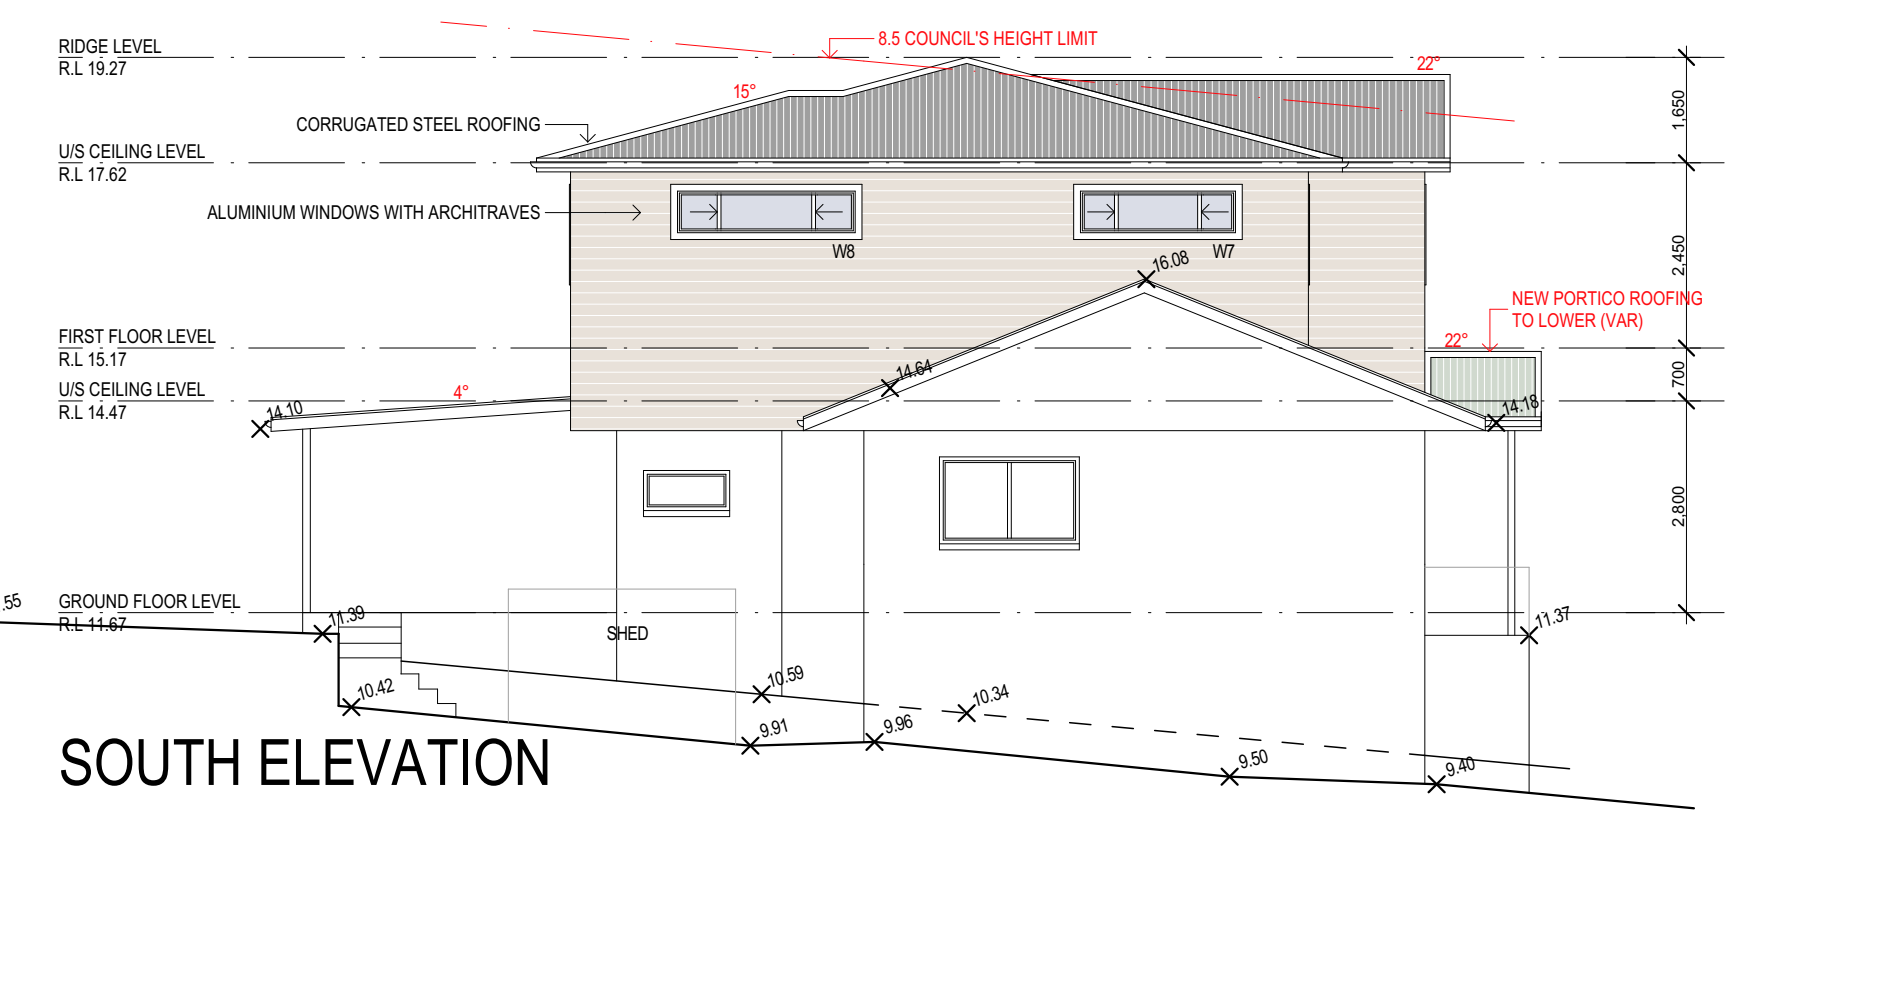 8.5 COUNCIL'S HEIGHT LIMIT
RIDGE LEVEL
R.L 19.27
22°
15°
1,650
CORRUGATED STEEL ROOFING
U/S CEILING LEVEL
R.L 17.62
ALUMINIUM WINDOWS WITH ARCHITRAVES
W8
W7
16.08
2,450
NEW PORTICO ROOFING
TO LOWER (VAR)
FIRST FLOOR LEVEL
R.L 15.17
22°
14.64
700
U/S CEILING LEVEL
R.L 14.47
4°
14.10
14.18
2,800
.55
GROUND FLOOR LEVEL
R.L 11.67
11.39
SHED
11.37
10.59
10.42
10.34
9.91
9.96
9.50
9.40
SOUTH ELEVATION